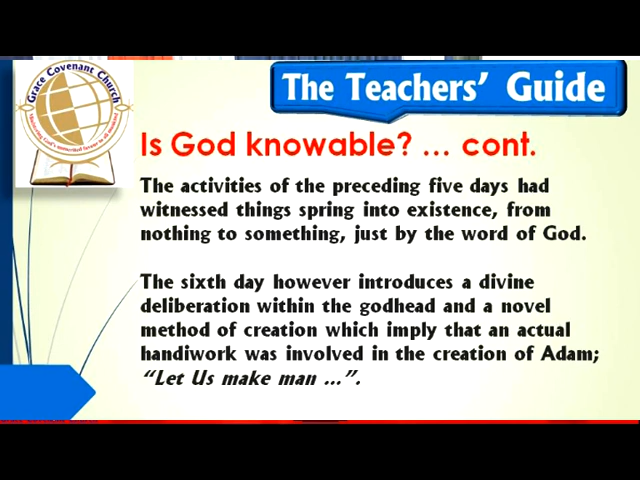 Grace Covenant Church
The Teachers' Guide
Is God knowable? ... cont.
The activities of the preceding five days had
witnessed things spring into existence, from
nothing to something, just by the word of God.
The sixth day however introduces a divine
deliberation within the godhead and a novel
method of creation which imply that an actual
handiwork was involved in the creation of Adam;
“Let Us make man ...”.